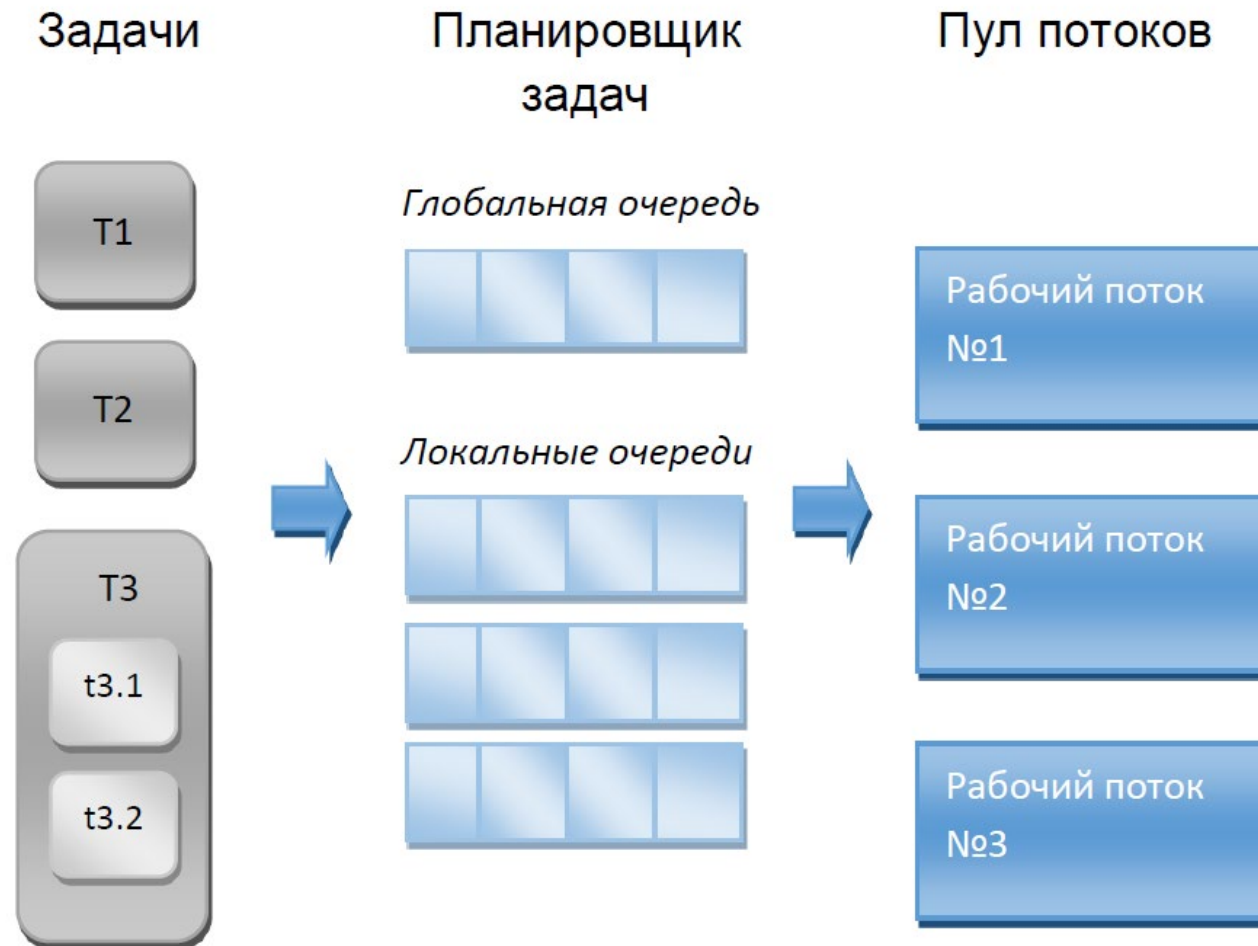 Задачи
Планировщик
задач
Пул потоков
T1
T2
T3
t3.1
t3.2
Глобальная очередь
Локальные очереди
Рабочий поток
№1
Рабочий поток
№2
Рабочий поток
№3